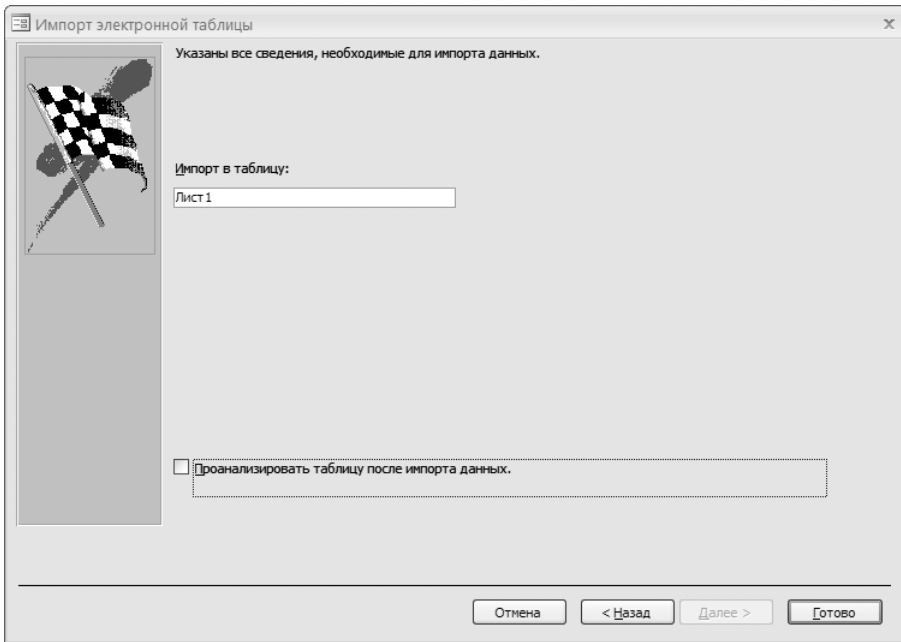 Импорт электронной таблицы
Указаны все сведения, необходимые для импорта данных.
Импорт в таблицу:
Лист1
Проанализировать таблицу после импорта данных.
Отмена
< Назад
Далее >
Готово